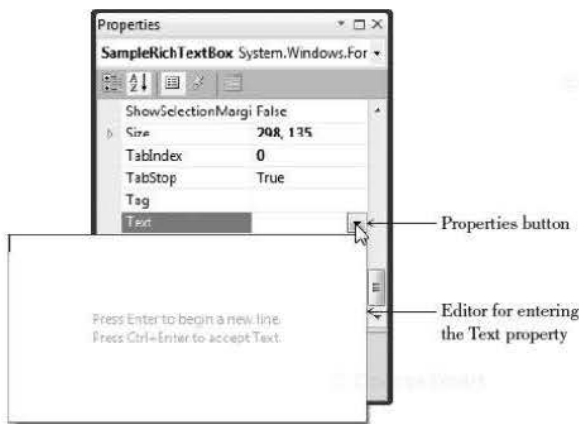 Properties
SampleRichTextBox System.Windows.For
ShowSelectionMargi False
Size 298, 135
TabIndex 0
TabStop True
Tag
Text
Properties button
Press Enter to begin a new line.
Press Ctrl+Enter to accept Text.
Editor for entering
the Text property